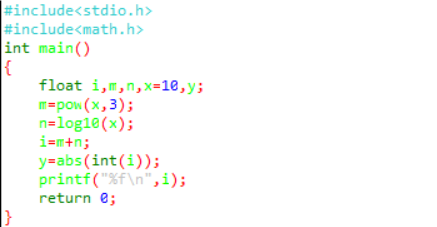 #include<stdio.h>
#include<math.h>
int main()
{
float i,m,n,x=10,y;
m=pow(x,3);
n=log10(x);
i=m+n;
y=abs(int(i));
printf("%f\n",i);
return 0;
}